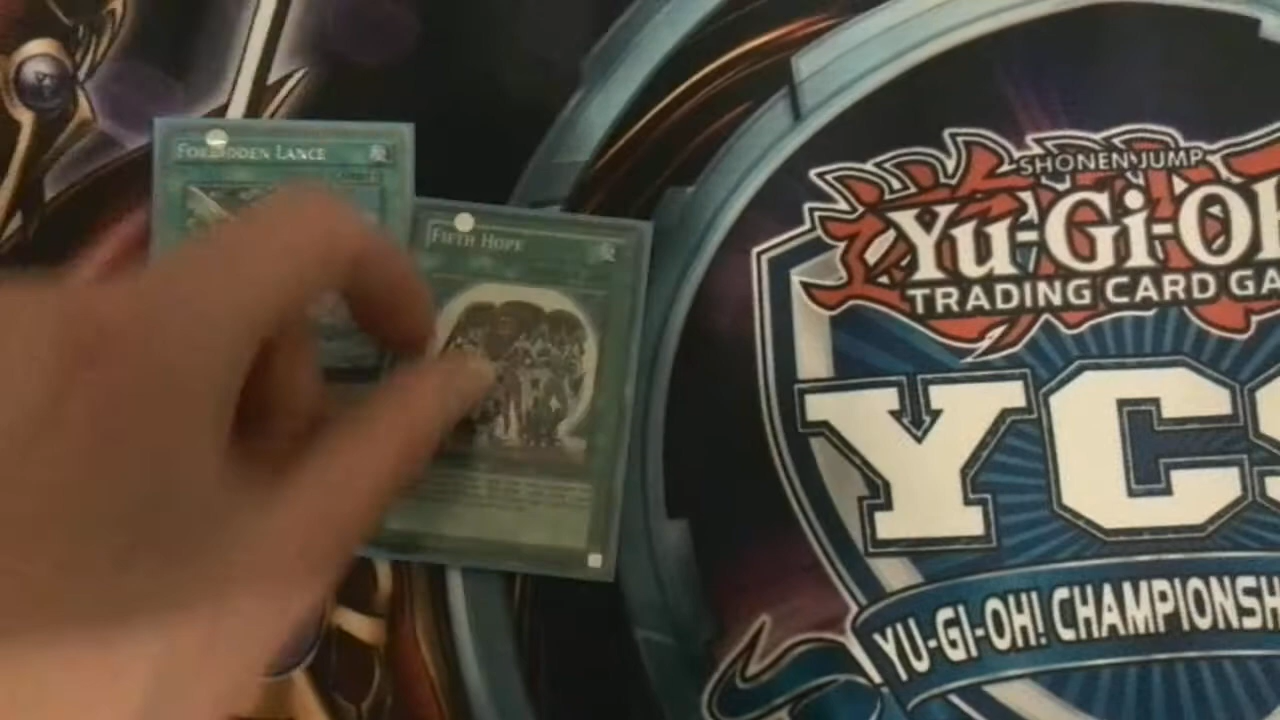 FORBIDDEN LANCE
FIFTH HOPE
SHONEN JUMP
Yu-Gi-Oh
TRADING CARD GA
YCS
YU-GI-OH! CHAMPIONSH